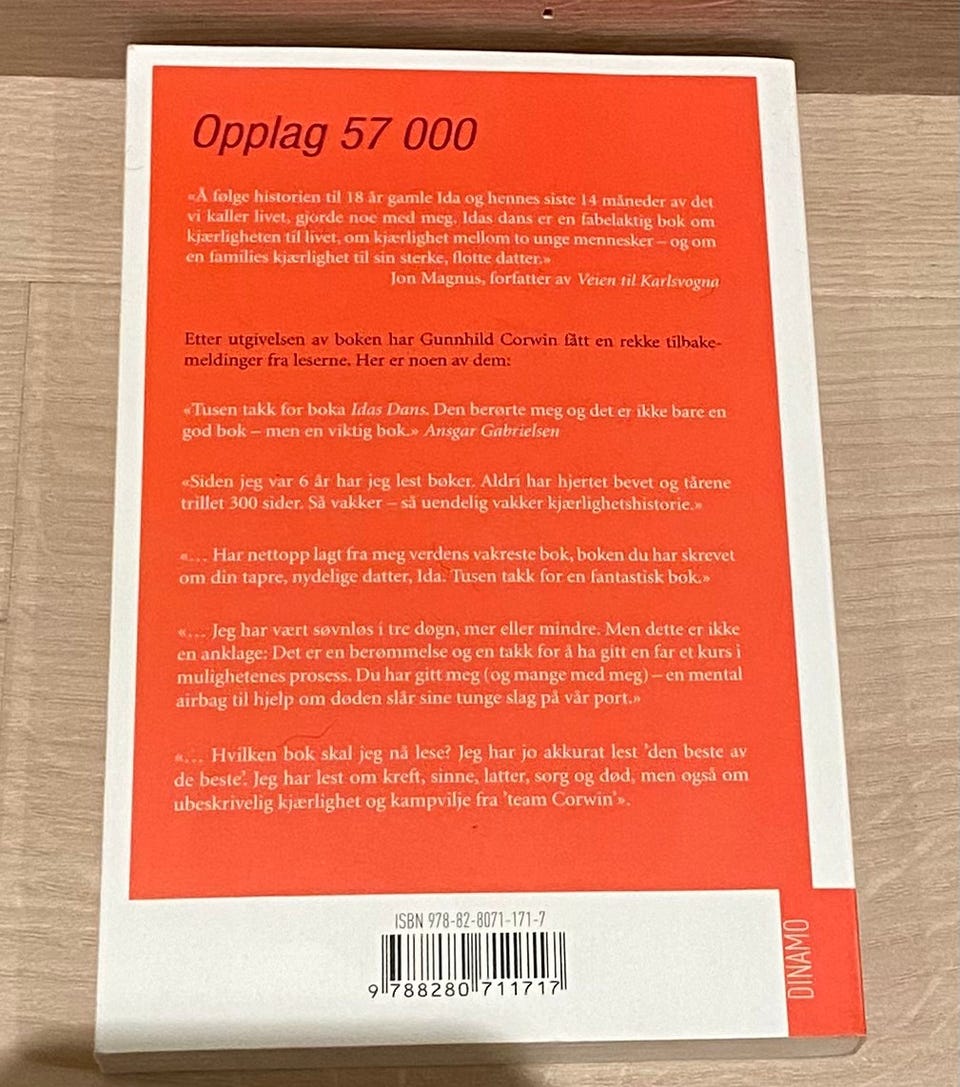 Opplag 57 000
«Å følge historien til 18 år gamle Ida og hennes siste 14 måneder av det
vi kaller livet, gjorde noe med meg. Idas dans er en fabelaktig bok om
kjærligheten til livet, om kjærlighet mellom to unge mennesker – og om
en families kjærlighet til sin sterke, flotte datter.»
Jon Magnus, forfatter av Veien til Karlsvogna
Etter utgivelsen av boken har Gunnhild Corwin fått en rekke tilbake-
meldinger fra leserne. Her er noen av dem:
«Tusen takk for boka Idas Dans. Den berørte meg og det er ikke bare en
god bok – men en viktig bok.» Ansgar Gabrielsen
«Siden jeg var 6 år har jeg lest bøker. Aldri har hjertet bevet og tårene
trillet 300 sider. Så vakker – så uendelig vakker kjærlighetshistorie.»
«… Har nettopp lagt fra meg verdens vakreste bok, boken du har skrevet
om din tapre, nydelige datter, Ida. Tusen takk for en fantastisk bok.»
«… Jeg har vært søvnløs i tre døgn, mer eller mindre. Men dette er ikke
en anklage: Det er en berømmelse og en takk for å ha gitt en far et kurs i
mulighetenes prosess. Du har gitt meg (og mange med meg) – en mental
airbag til hjelp om døden slår sine tunge slag på vår port.»
«… Hvilken bok skal jeg nå lese? Jeg har jo akkurat lest 'den beste av
de beste'. Jeg har lest om kreft, sinne, latter, sorg og død, men også om
ubeskrivelig kjærlighet og kampvilje fra 'team Corwin'».
ISBN 978-82-8071-171-7
9 788280 711717
DINAMO